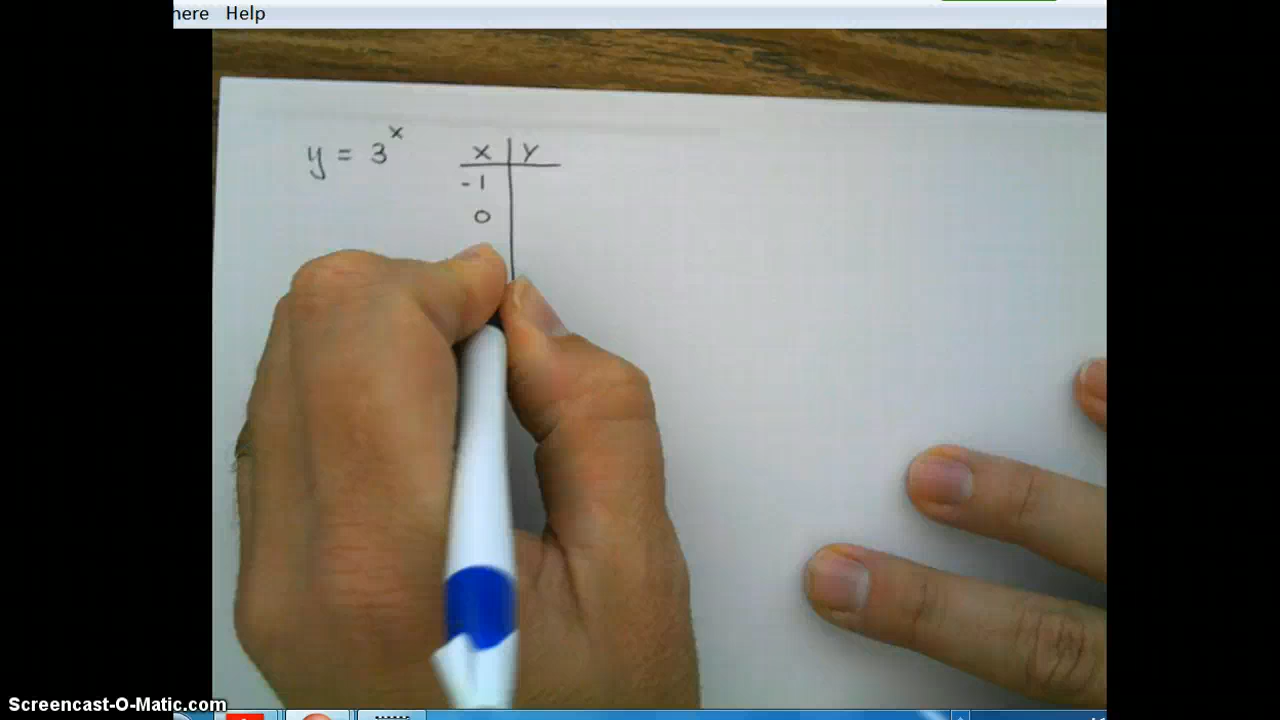 here Help
y = 3^x
x | y
-1
0
Screencast-O-Matic.com